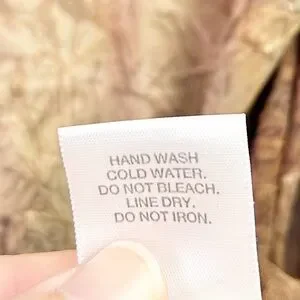 HAND WASH
COLD WATER.
DO NOT BLEACH.
LINE DRY.
DO NOT IRON.